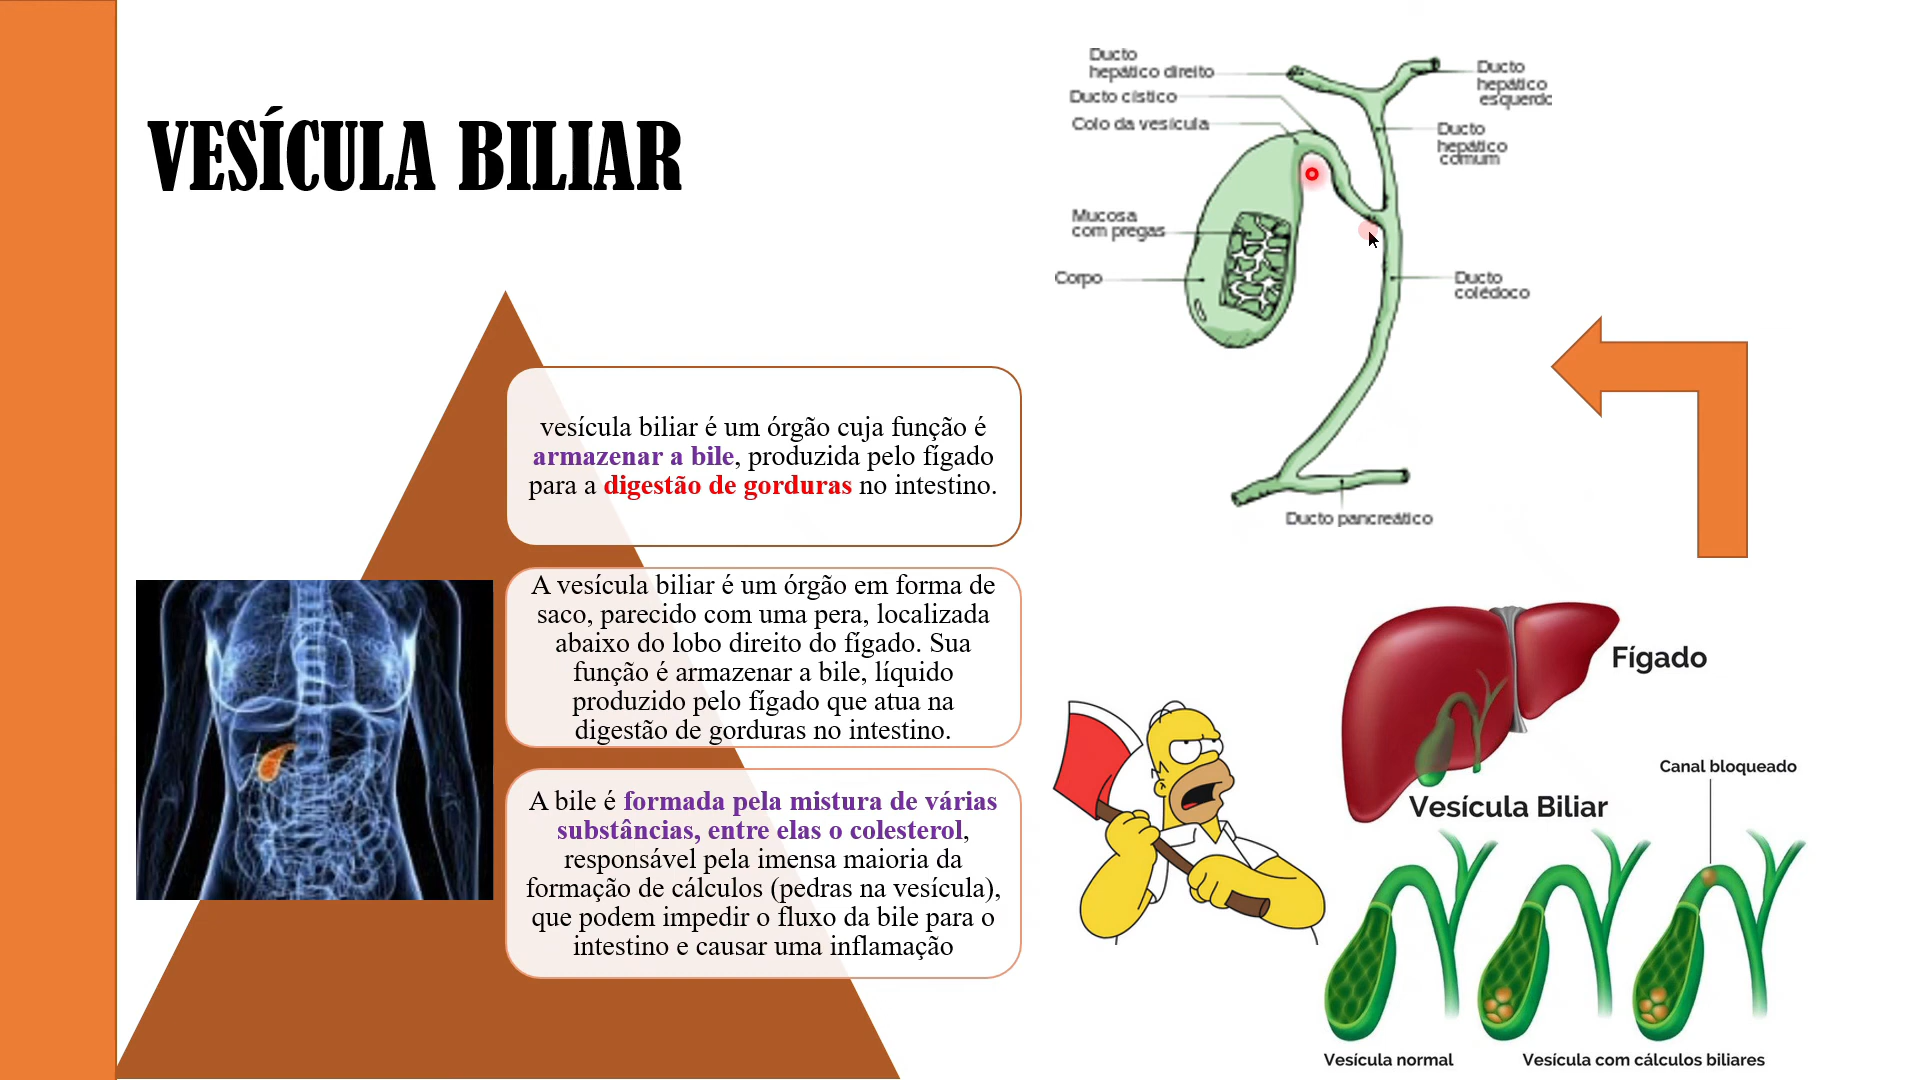 VESÍCULA BILIAR
vesícula biliar é um órgão cuja função é
armazenar a bile, produzida pelo fígado
para a digestão de gorduras no intestino.
A vesícula biliar é um órgão em forma de
saco, parecido com uma pera, localizada
abaixo do lobo direito do fígado. Sua
função é armazenar a bile, líquido
produzido pelo fígado que atua na
digestão de gorduras no intestino.
A bile é formada pela mistura de várias
substâncias, entre elas o colesterol,
responsável pela imensa maioria da
formação de cálculos (pedras na vesícula),
que podem impedir o fluxo da bile para o
intestino e causar uma inflamação
Ducto
hepático direito
Ducto cístico
Colo da vesícula
Mucosa
com pregas
Corpo
Ducto
hepático
esquerdo
Ducto
hepático
comum
Ducto
colédoco
Ducto pancreático
Fígado
Vesícula Biliar
Canal bloqueado
Vesícula normal
Vesícula com cálculos biliares